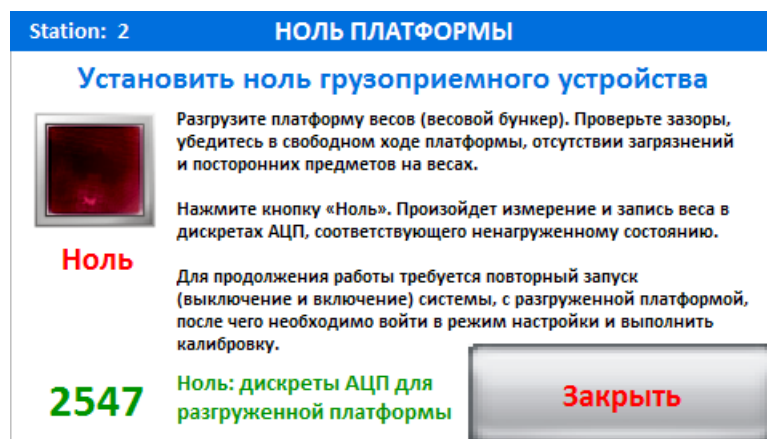 Station: 2 НОЛЬ ПЛАТФОРМЫ
Установить ноль грузоприемного устройства
Разгрузите платформу весов (весовой бункер). Проверьте зазоры,
убедитесь в свободном ходе платформы, отсутствии загрязнений
и посторонних предметов на весах.
Нажмите кнопку «Ноль». Произойдет измерение и запись веса в
дискретах АЦП, соответствующего ненагруженному состоянию.
Ноль
Для продолжения работы требуется повторный запуск
(выключение и включение) системы, с разгруженной платформой,
после чего необходимо войти в режим настройки и выполнить
калибровку.
2547
Ноль: дискреты АЦП для
разгруженной платформы
Закрыть